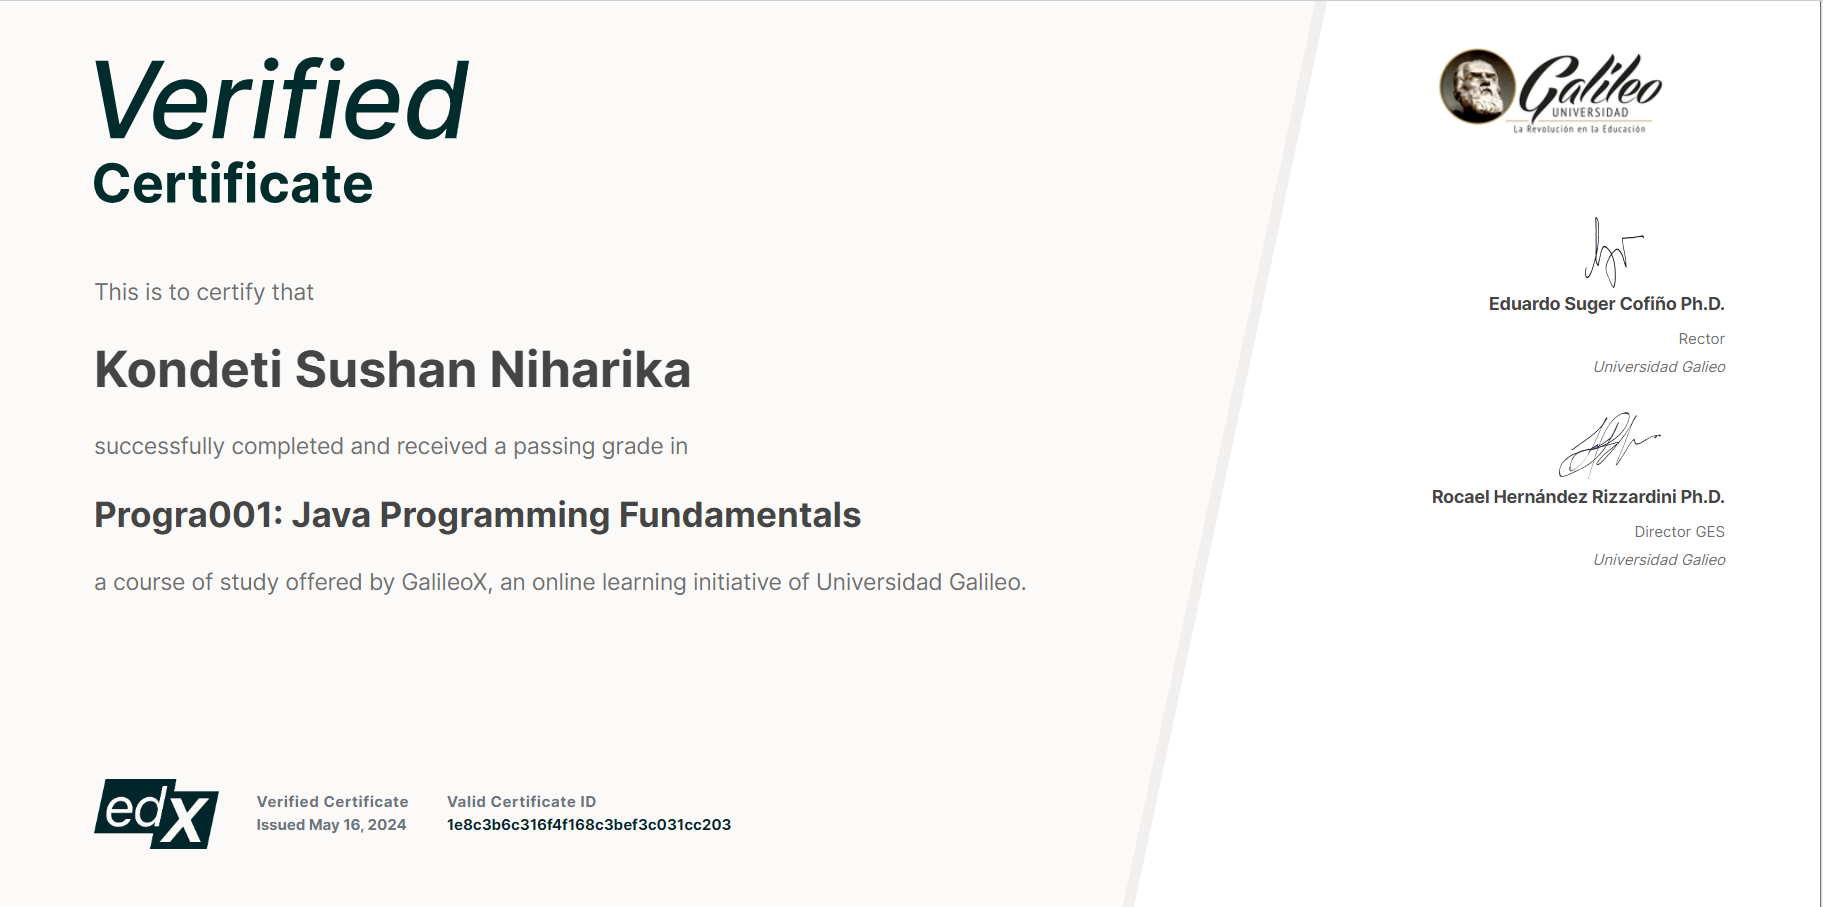 Verified
Certificate
This is to certify that
Kondeti Sushan Niharika
successfully completed and received a passing grade in
Progra001: Java Programming Fundamentals
a course of study offered by GalileoX, an online learning initiative of Universidad Galileo.
edX
Verified Certificate
Issued May 16, 2024
Valid Certificate ID
1e8c3b6c316f4f168c3bef3c031cc203
Galileo
UNIVERSIDAD
La Revolución en la Educación
Eduardo Suger Cofiño Ph.D.
Rector
Universidad Galieo
Rocael Hernández Rizzardini Ph.D.
Director GES
Universidad Galieo